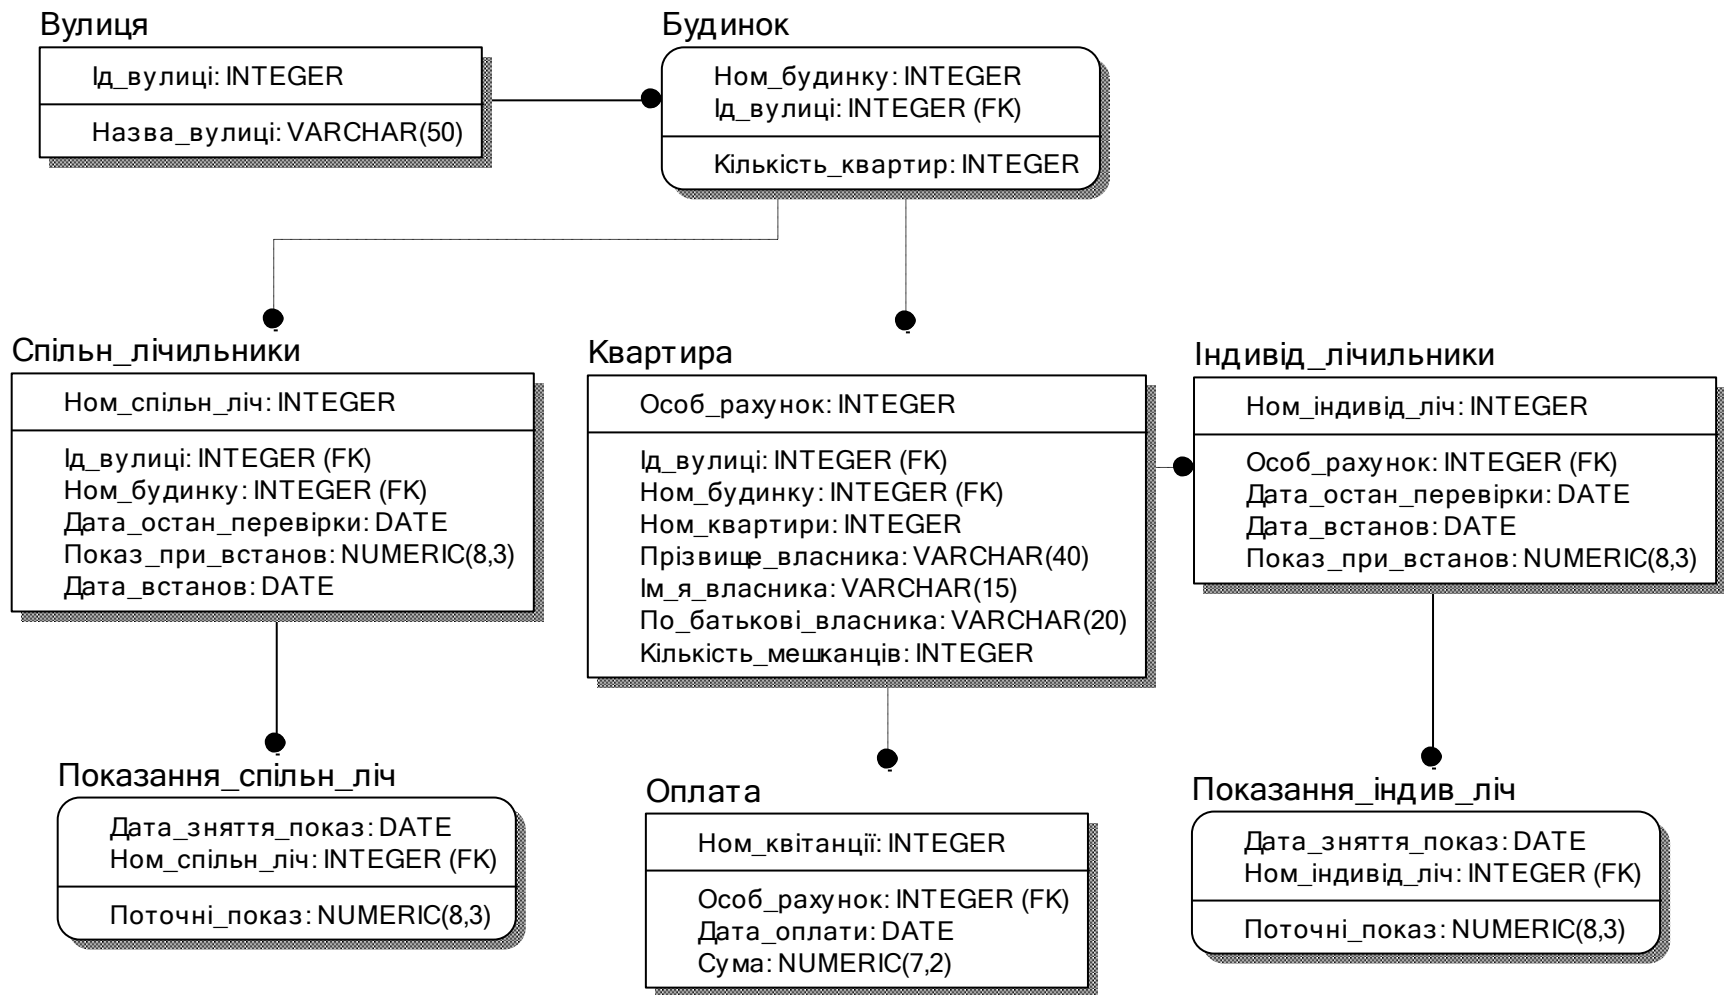 Вулиця
Ід_вулиці: INTEGER
Назва_вулиці: VARCHAR(50)
Будинок
Ном_будинку: INTEGER
Ід_вулиці: INTEGER (FK)
Кількість_квартир: INTEGER
Спільн_лічильники
Ном_спільн_ліч: INTEGER
Ід_вулиці: INTEGER (FK)
Ном_будинку: INTEGER (FK)
Дата_остан_перевірки: DATE
Показ_при_встанов: NUMERIC(8,3)
Дата_встанов: DATE
Квартира
Особ_рахунок: INTEGER
Ід_вулиці: INTEGER (FK)
Ном_будинку: INTEGER (FK)
Ном_квартири: INTEGER
Прізвище_власника: VARCHAR(40)
Ім_я_власника: VARCHAR(15)
По_батькові_власника: VARCHAR(20)
Кількість_мешканців: INTEGER
Індивід_лічильники
Ном_індивід_ліч: INTEGER
Особ_рахунок: INTEGER (FK)
Дата_остан_перевірки: DATE
Дата_встанов: DATE
Показ_при_встанов: NUMERIC(8,3)
Показання_спільн_ліч
Дата_зняття_показ: DATE
Ном_спільн_ліч: INTEGER (FK)
Поточні_показ: NUMERIC(8,3)
Оплата
Ном_квітанції: INTEGER
Особ_рахунок: INTEGER (FK)
Дата_оплати: DATE
Сума: NUMERIC(7,2)
Показання_індив_ліч
Дата_зняття_показ: DATE
Ном_індивід_ліч: INTEGER (FK)
Поточні_показ: NUMERIC(8,3)